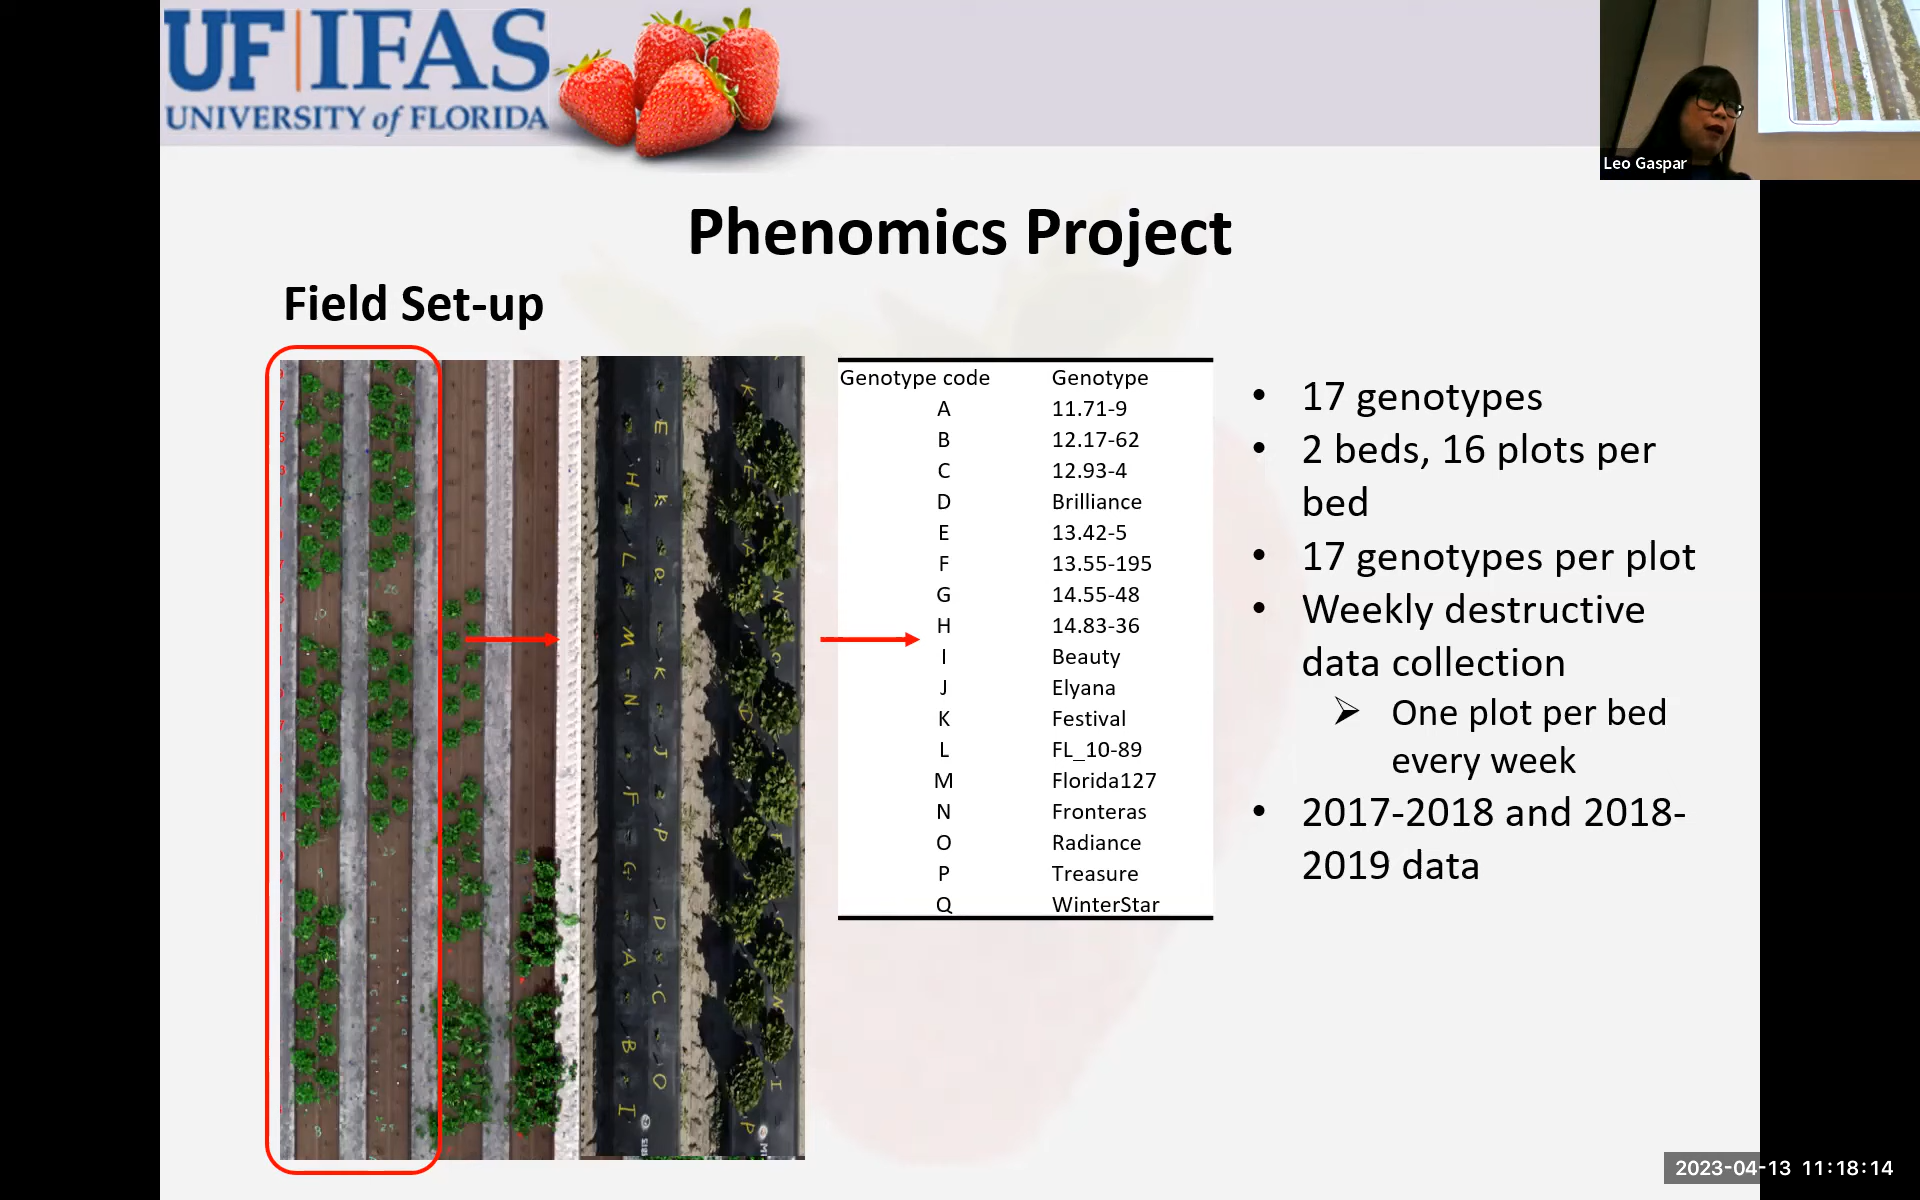 UF|IFAS
UNIVERSITY of FLORIDA
Leo Gaspar
Phenomics Project
Field Set-up
Genotype code Genotype
A 11.71-9
B 12.17-62
C 12.93-4
D Brilliance
E 13.42-5
F 13.55-195
G 14.55-48
H 14.83-36
I Beauty
J Elyana
K Festival
L FL_10-89
M Florida127
N Fronteras
O Radiance
P Treasure
Q WinterStar
• 17 genotypes
• 2 beds, 16 plots per
bed
• 17 genotypes per plot
• Weekly destructive
data collection
➢ One plot per bed
every week
• 2017-2018 and 2018-
2019 data
E
H
K
L
Q
M
K
N
J
F
P
G
D
A
C
B
O
I
2023-04-13 11:18:14